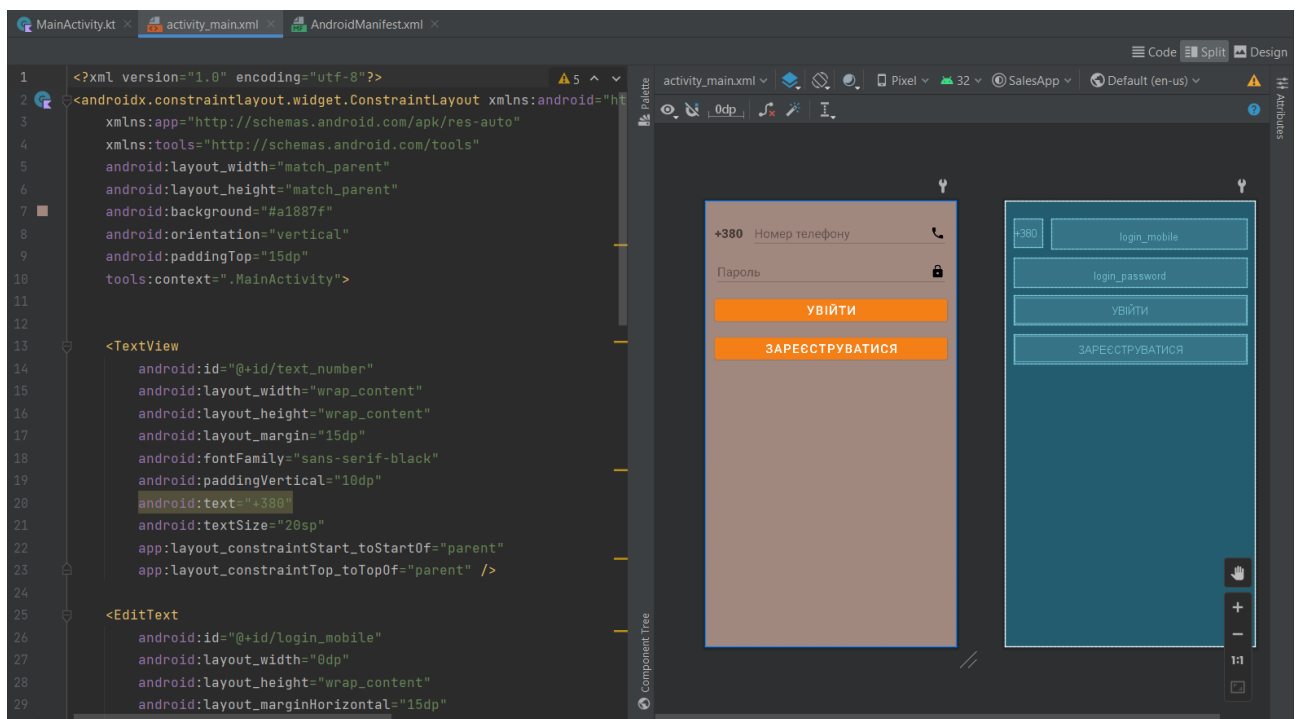 MainActivity.kt activity_main.xml AndroidManifest.xml
Code Split Design
1 <?xml version="1.0" encoding="utf-8"?> 5
2 <androidx.constraintlayout.widget.ConstraintLayout xmlns:android="ht
3 xmlns:app="http://schemas.android.com/apk/res-auto"
4 xmlns:tools="http://schemas.android.com/tools"
5 android:layout_width="match_parent"
6 android:layout_height="match_parent"
7 android:background="#a1887f"
8 android:orientation="vertical"
9 android:paddingTop="15dp"
10 tools:context=".MainActivity">
11
12
13 <TextView
14 android:id="@+id/text_number"
15 android:layout_width="wrap_content"
16 android:layout_height="wrap_content"
17 android:layout_margin="15dp"
18 android:fontFamily="sans-serif-black"
19 android:paddingVertical="10dp"
20 android:text="+380"
21 android:textSize="20sp"
22 app:layout_constraintStart_toStartOf="parent"
23 app:layout_constraintTop_toTopOf="parent" />
24
25 <EditText
26 android:id="@+id/login_mobile"
27 android:layout_width="0dp"
28 android:layout_height="wrap_content"
29 android:layout_marginHorizontal="15dp"
Palette
Component Tree
activity_main.xml Pixel 32 SalesApp Default (en-us)
0dp
Attributes
+380 Номер телефону
Пароль
УВІЙТИ
ЗАРЕЄСТРУВАТИСЯ
+380 login_mobile
login_password
УВІЙТИ
ЗАРЕЄСТРУВАТИСЯ
1:1